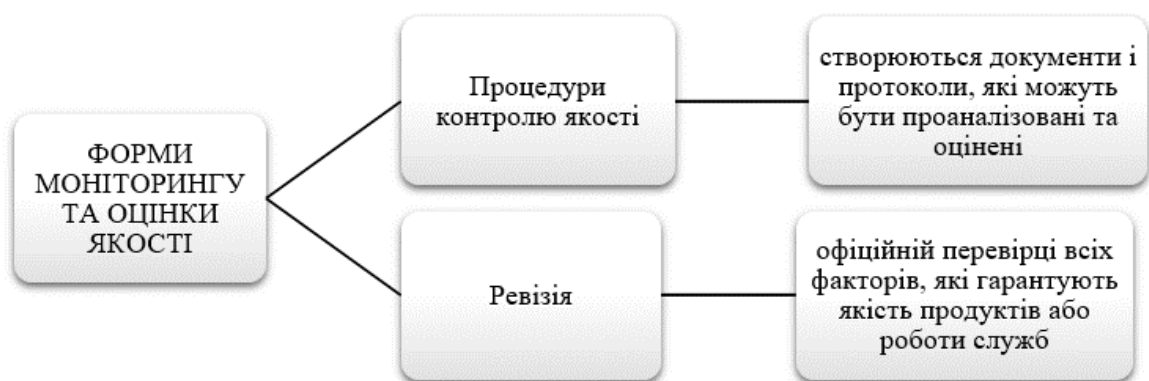 ФОРМИ
МОНІТОРИНГУ
ТА ОЦІНКИ
ЯКОСТІ
Процедури
контролю якості
створюються документи і
протоколи, які можуть
бути проаналізовані та
оцінені
Ревізія
офіційній перевірці всіх
факторів, які гарантують
якість продуктів або
роботи служб